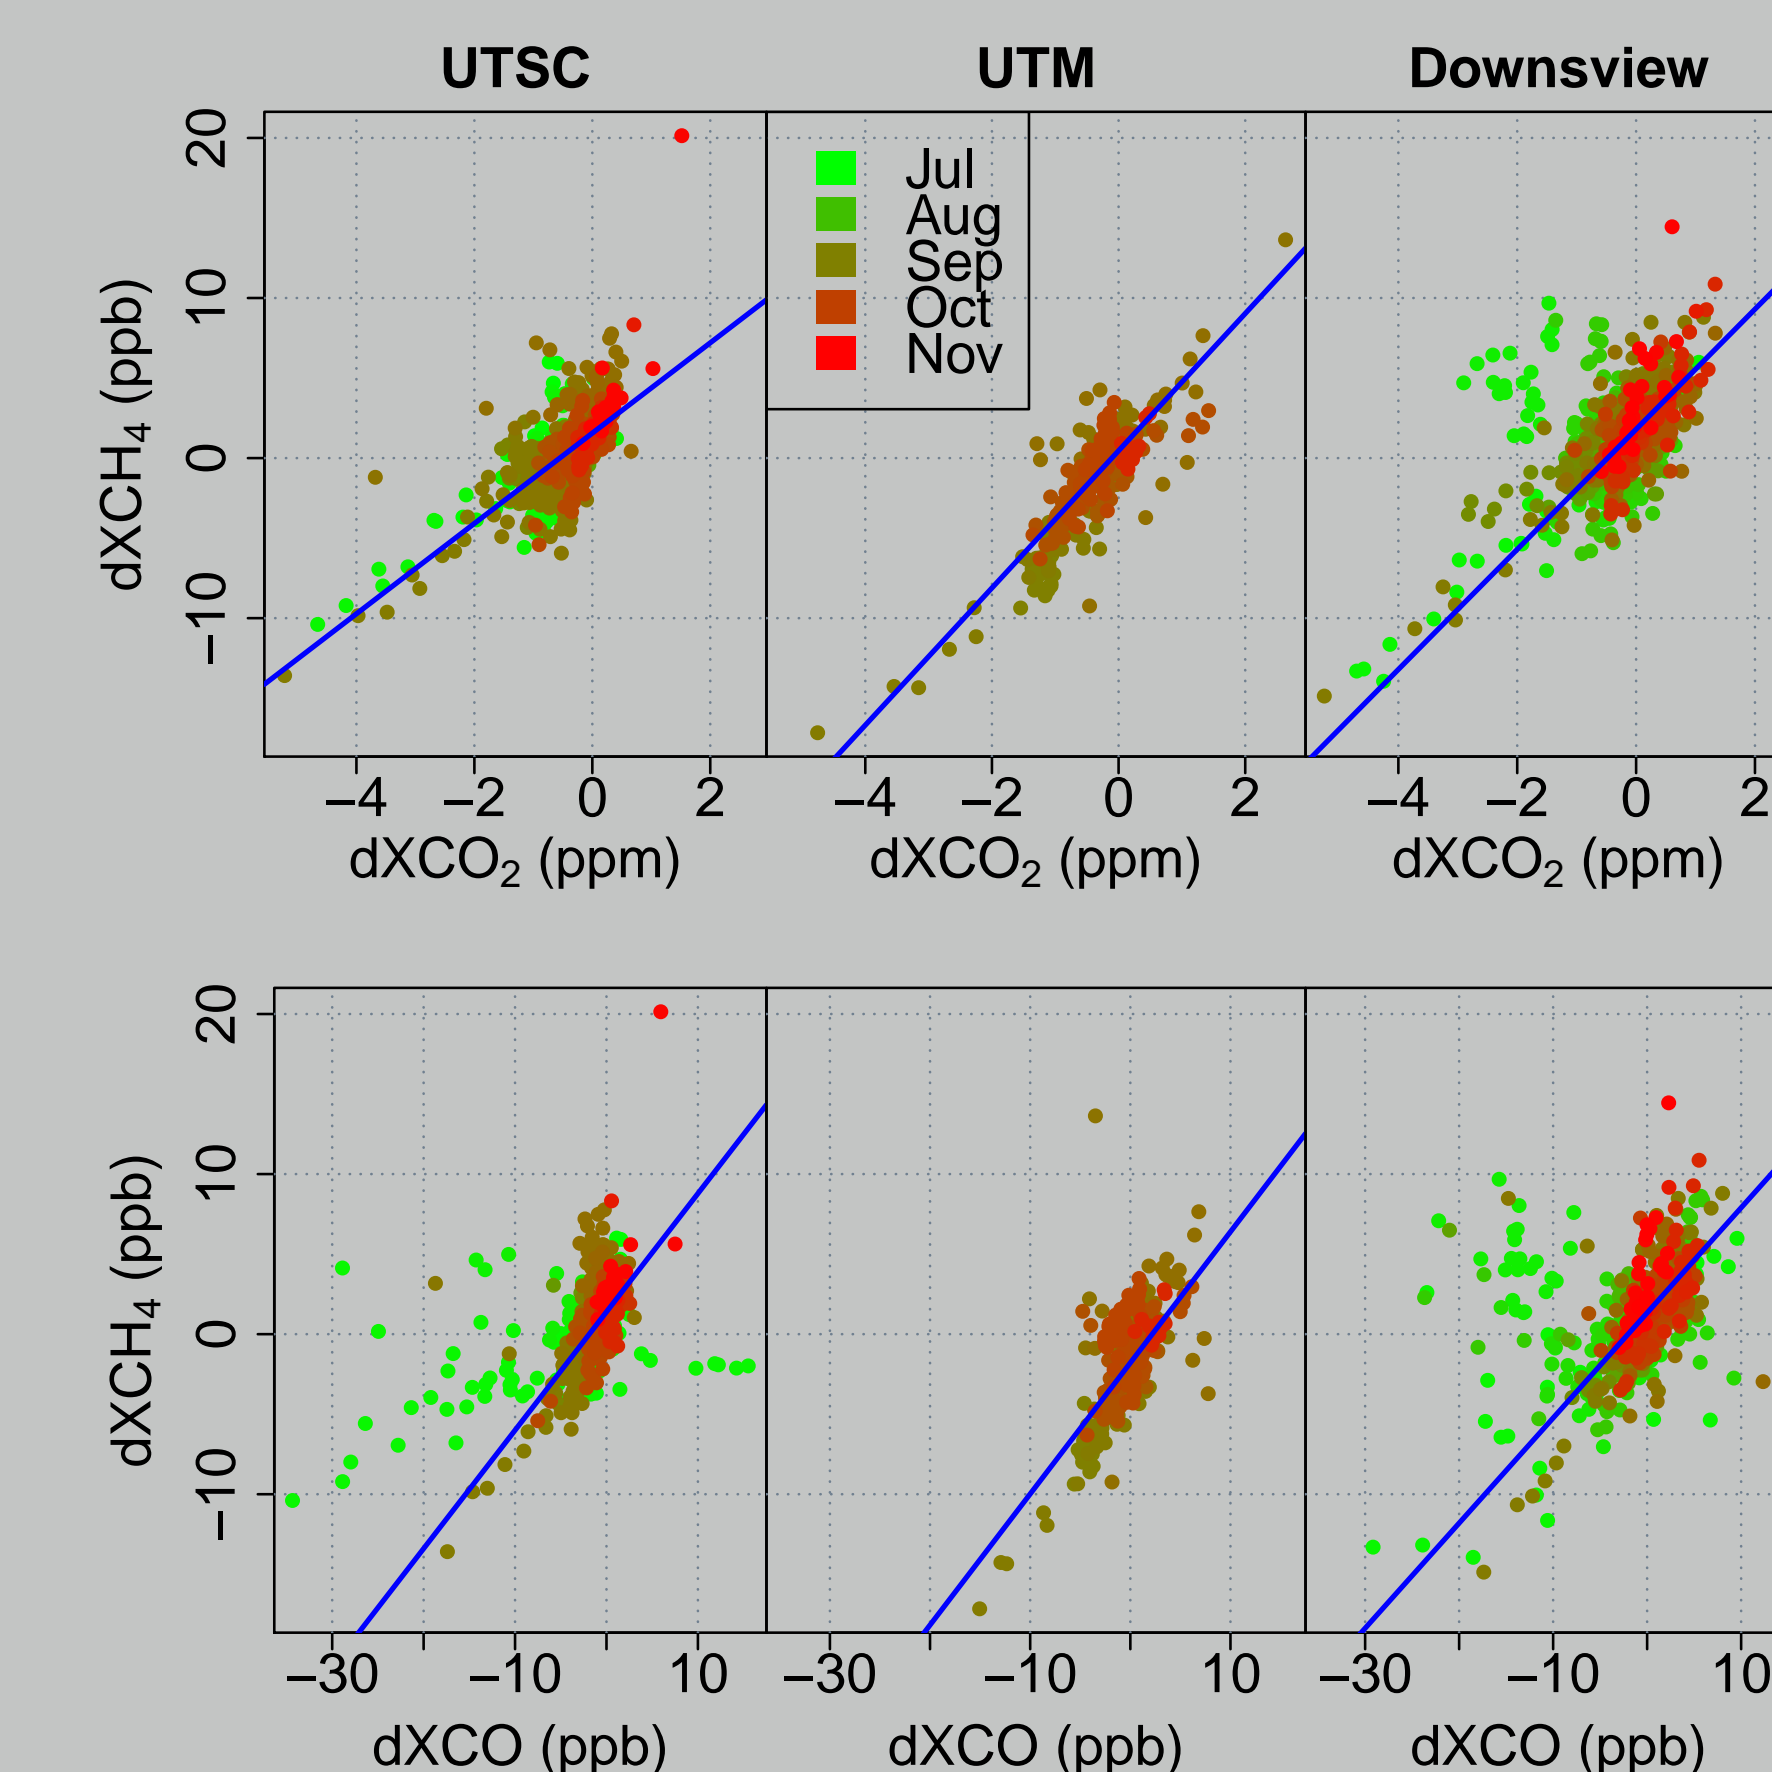 UTSC UTM Downsview
20
10
0
−10
dXCH₄ (ppb)
Jul
Aug
Sep
Oct
Nov
−4 −2 0 2 −4 −2 0 2 −4 −2 0 2
dXCO₂ (ppm) dXCO₂ (ppm) dXCO₂ (ppm)
20
10
0
−10
dXCH₄ (ppb)
−30 −10 10 −30 −10 10 −30 −10 10
dXCO (ppb) dXCO (ppb) dXCO (ppb)